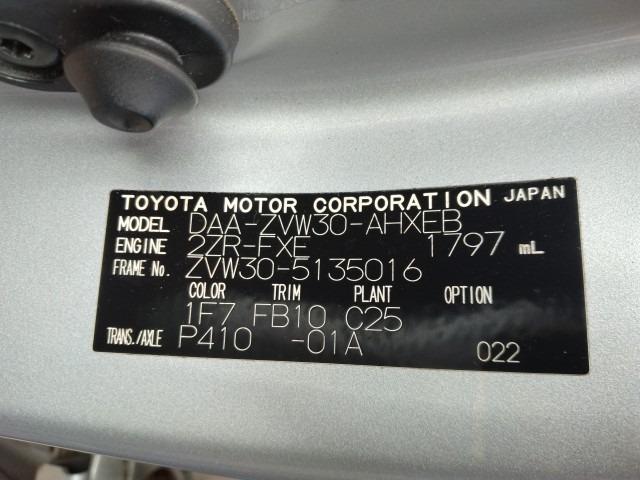 TOYOTA MOTOR CORPORATION JAPAN
MODEL DAA-ZVW30-AHXEB
ENGINE 2ZR-FXE 1797 mL
FRAME No. ZVW30-5135016
COLOR TRIM PLANT OPTION
1F7 FB10 C25
TRANS./AXLE P410 -01A 022